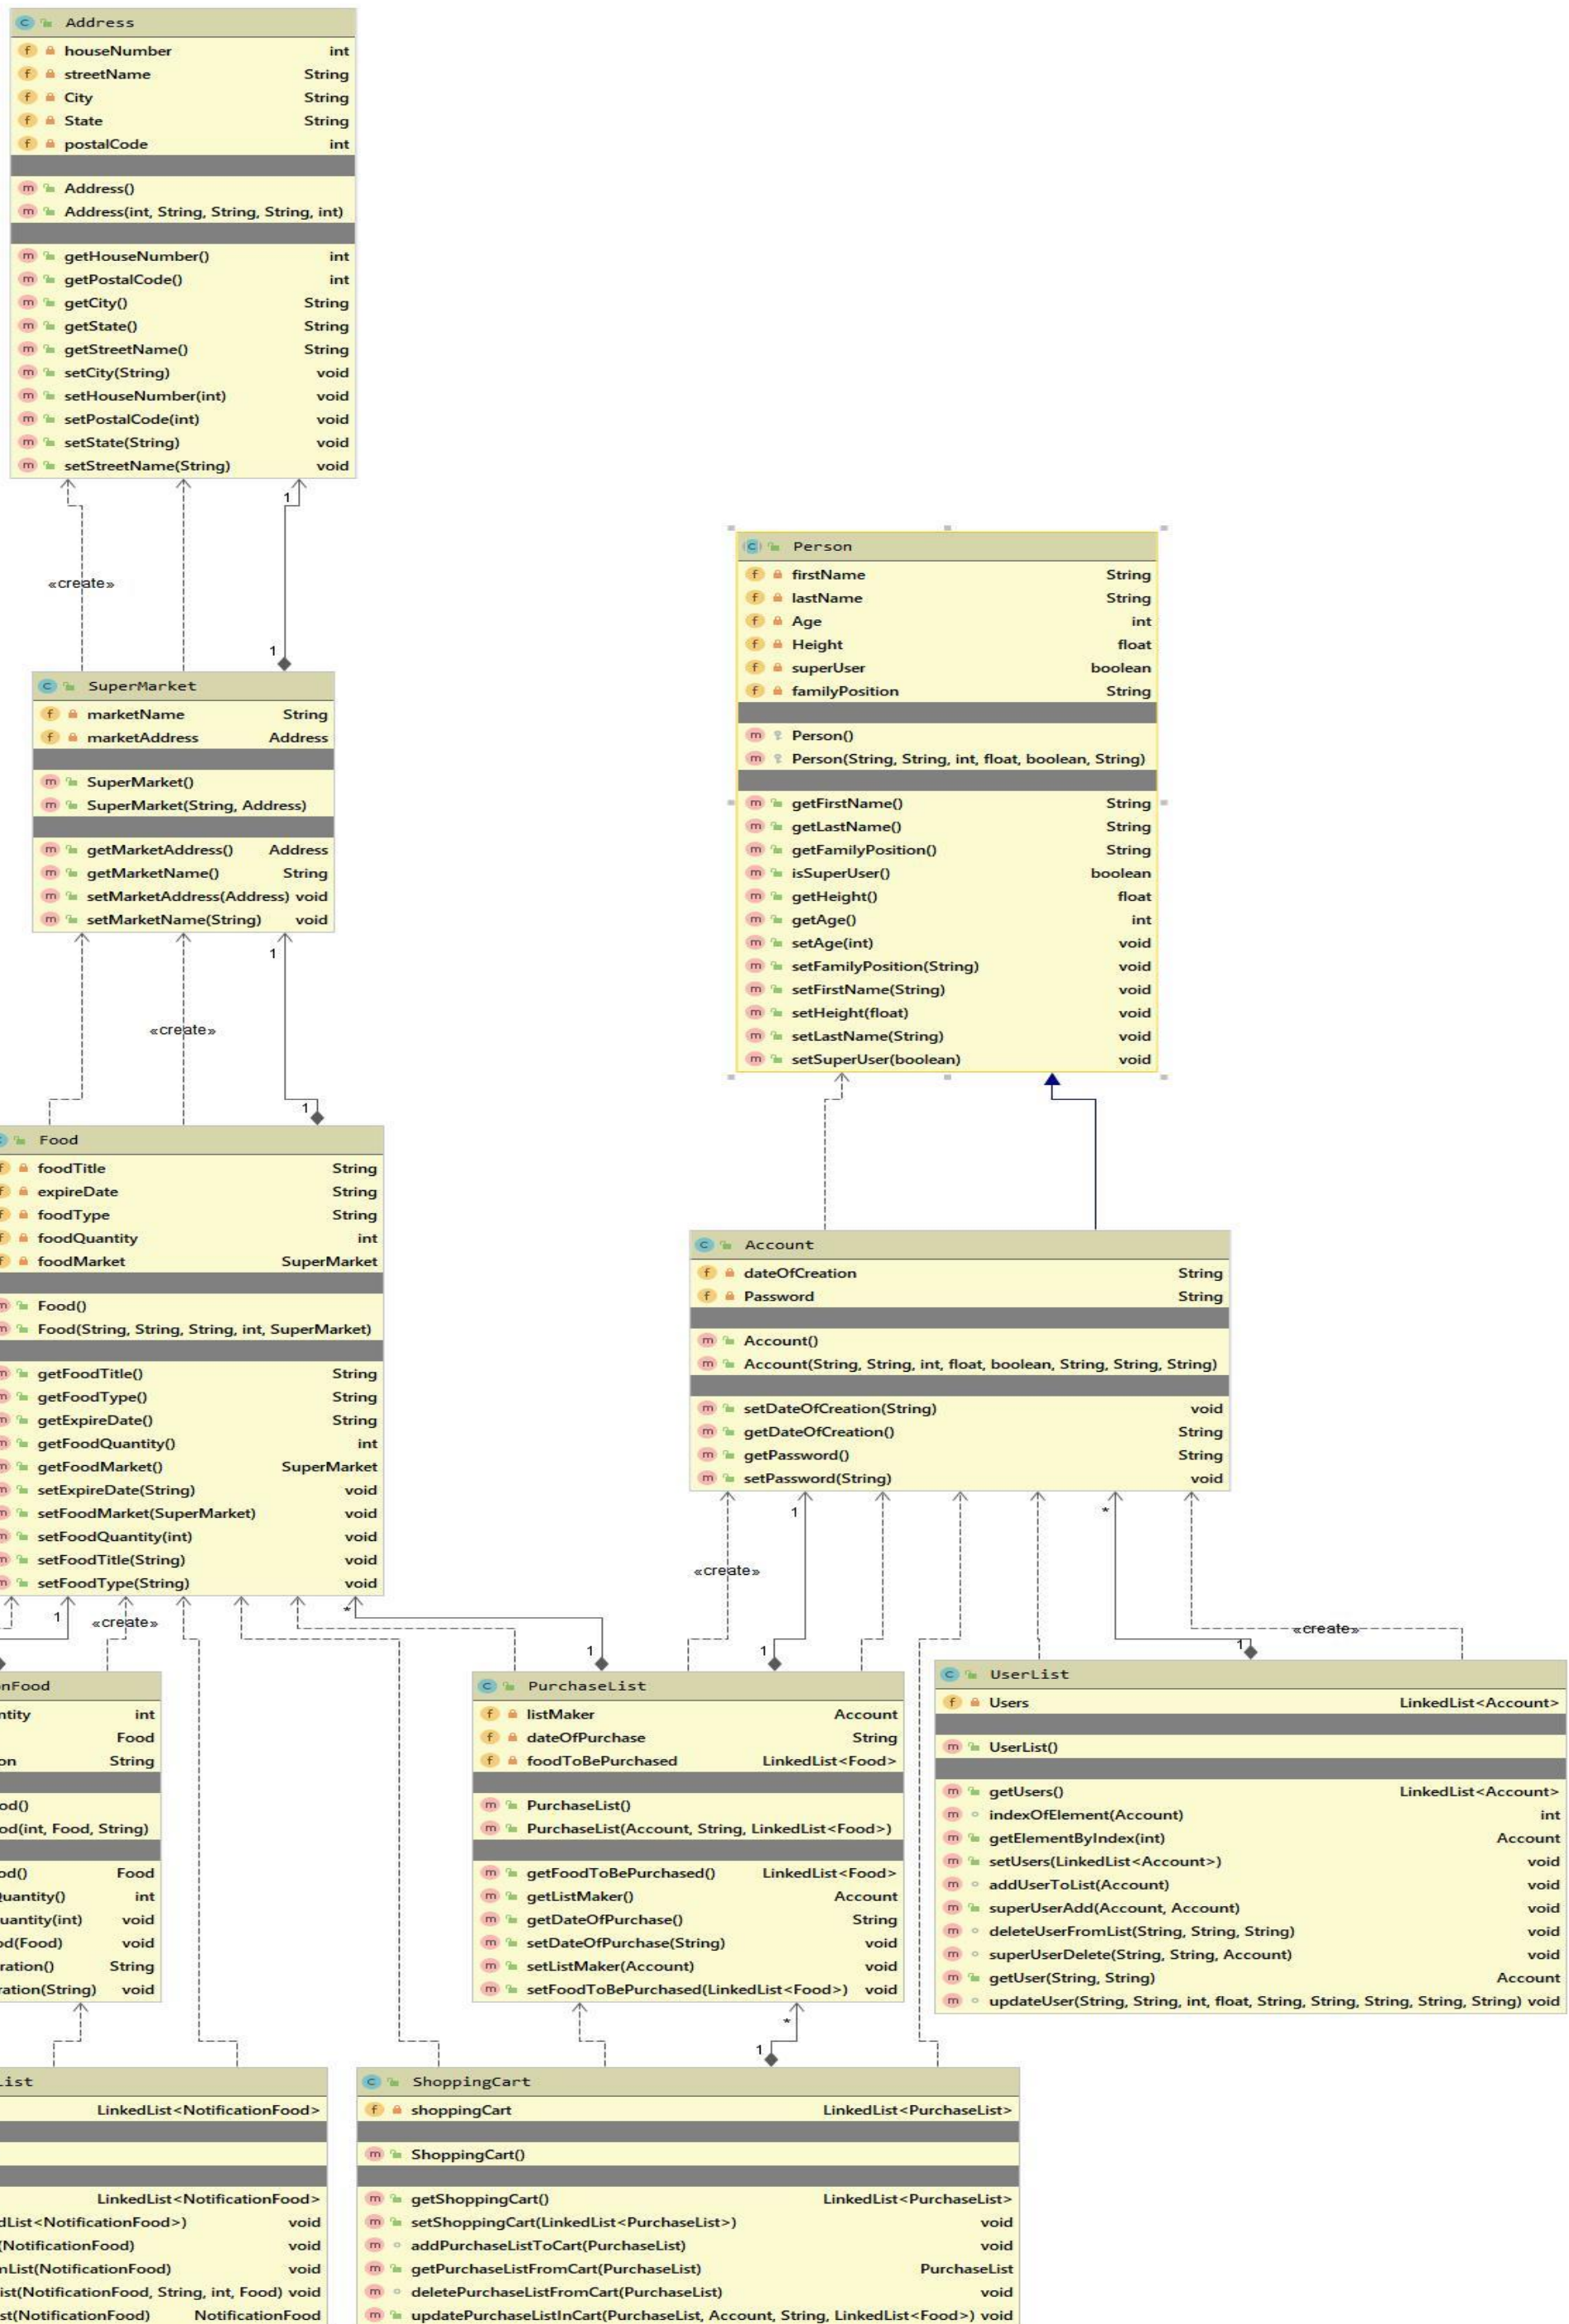 Address
houseNumber int
streetName String
City String
State String
postalCode int
Address()
Address(int, String, String, String, int)
getHouseNumber() int
getPostalCode() int
getCity() String
getState() String
getStreetName() String
setCity(String) void
setHouseNumber(int) void
setPostalCode(int) void
setState(String) void
setStreetName(String) void
1
«create»
1
SuperMarket
marketName String
marketAddress Address
SuperMarket()
SuperMarket(String, Address)
getMarketAddress() Address
getMarketName() String
setMarketAddress(Address) void
setMarketName(String) void
1
«create»
1
Person
firstName String
lastName String
Age int
Height float
superUser boolean
familyPosition String
Person()
Person(String, String, int, float, boolean, String)
getFirstName() String
getLastName() String
getFamilyPosition() String
isSuperUser() boolean
getHeight() float
getAge() int
setAge(int) void
setFamilyPosition(String) void
setFirstName(String) void
setHeight(float) void
setLastName(String) void
setSuperUser(boolean) void
Food
foodTitle String
expireDate String
foodType String
foodQuantity int
foodMarket SuperMarket
Food()
Food(String, String, String, int, SuperMarket)
getFoodTitle() String
getFoodType() String
getExpireDate() String
getFoodQuantity() int
getFoodMarket() SuperMarket
setExpireDate(String) void
setFoodMarket(SuperMarket) void
setFoodQuantity(int) void
setFoodTitle(String) void
setFoodType(String) void
1
«create»
*
1
Account
dateOfCreation String
Password String
Account()
Account(String, String, int, float, boolean, String, String, String)
setDateOfCreation(String) void
getDateOfCreation() String
getPassword() String
setPassword(String) void
1
*
«create»
1
«create»
1
nFood
ntity int
Food
on String
od()
od(int, Food, String)
od() Food
Quantity() int
uantity(int) void
od(Food) void
ration() String
ration(String) void
PurchaseList
listMaker Account
dateOfPurchase String
foodToBePurchased LinkedList<Food>
PurchaseList()
PurchaseList(Account, String, LinkedList<Food>)
getFoodToBePurchased() LinkedList<Food>
getListMaker() Account
getDateOfPurchase() String
setDateOfPurchase(String) void
setListMaker(Account) void
setFoodToBePurchased(LinkedList<Food>) void
*
1
UserList
Users LinkedList<Account>
UserList()
getUsers() LinkedList<Account>
indexOfElement(Account) int
getElementByIndex(int) Account
setUsers(LinkedList<Account>) void
addUserToList(Account) void
superUserAdd(Account, Account) void
deleteUserFromList(String, String, String) void
superUserDelete(String, String, Account) void
getUser(String, String) Account
updateUser(String, String, int, float, String, String, String, String, String) void
List
LinkedList<NotificationFood>
LinkedList<NotificationFood>
dList<NotificationFood>) void
(NotificationFood) void
mList(NotificationFood) void
ist(NotificationFood, String, int, Food) void
st(NotificationFood) NotificationFood
ShoppingCart
shoppingCart LinkedList<PurchaseList>
ShoppingCart()
getShoppingCart() LinkedList<PurchaseList>
setShoppingCart(LinkedList<PurchaseList>) void
addPurchaseListToCart(PurchaseList) void
getPurchaseListFromCart(PurchaseList) PurchaseList
deletePurchaseListFromCart(PurchaseList) void
updatePurchaseListInCart(PurchaseList, Account, String, LinkedList<Food>) void